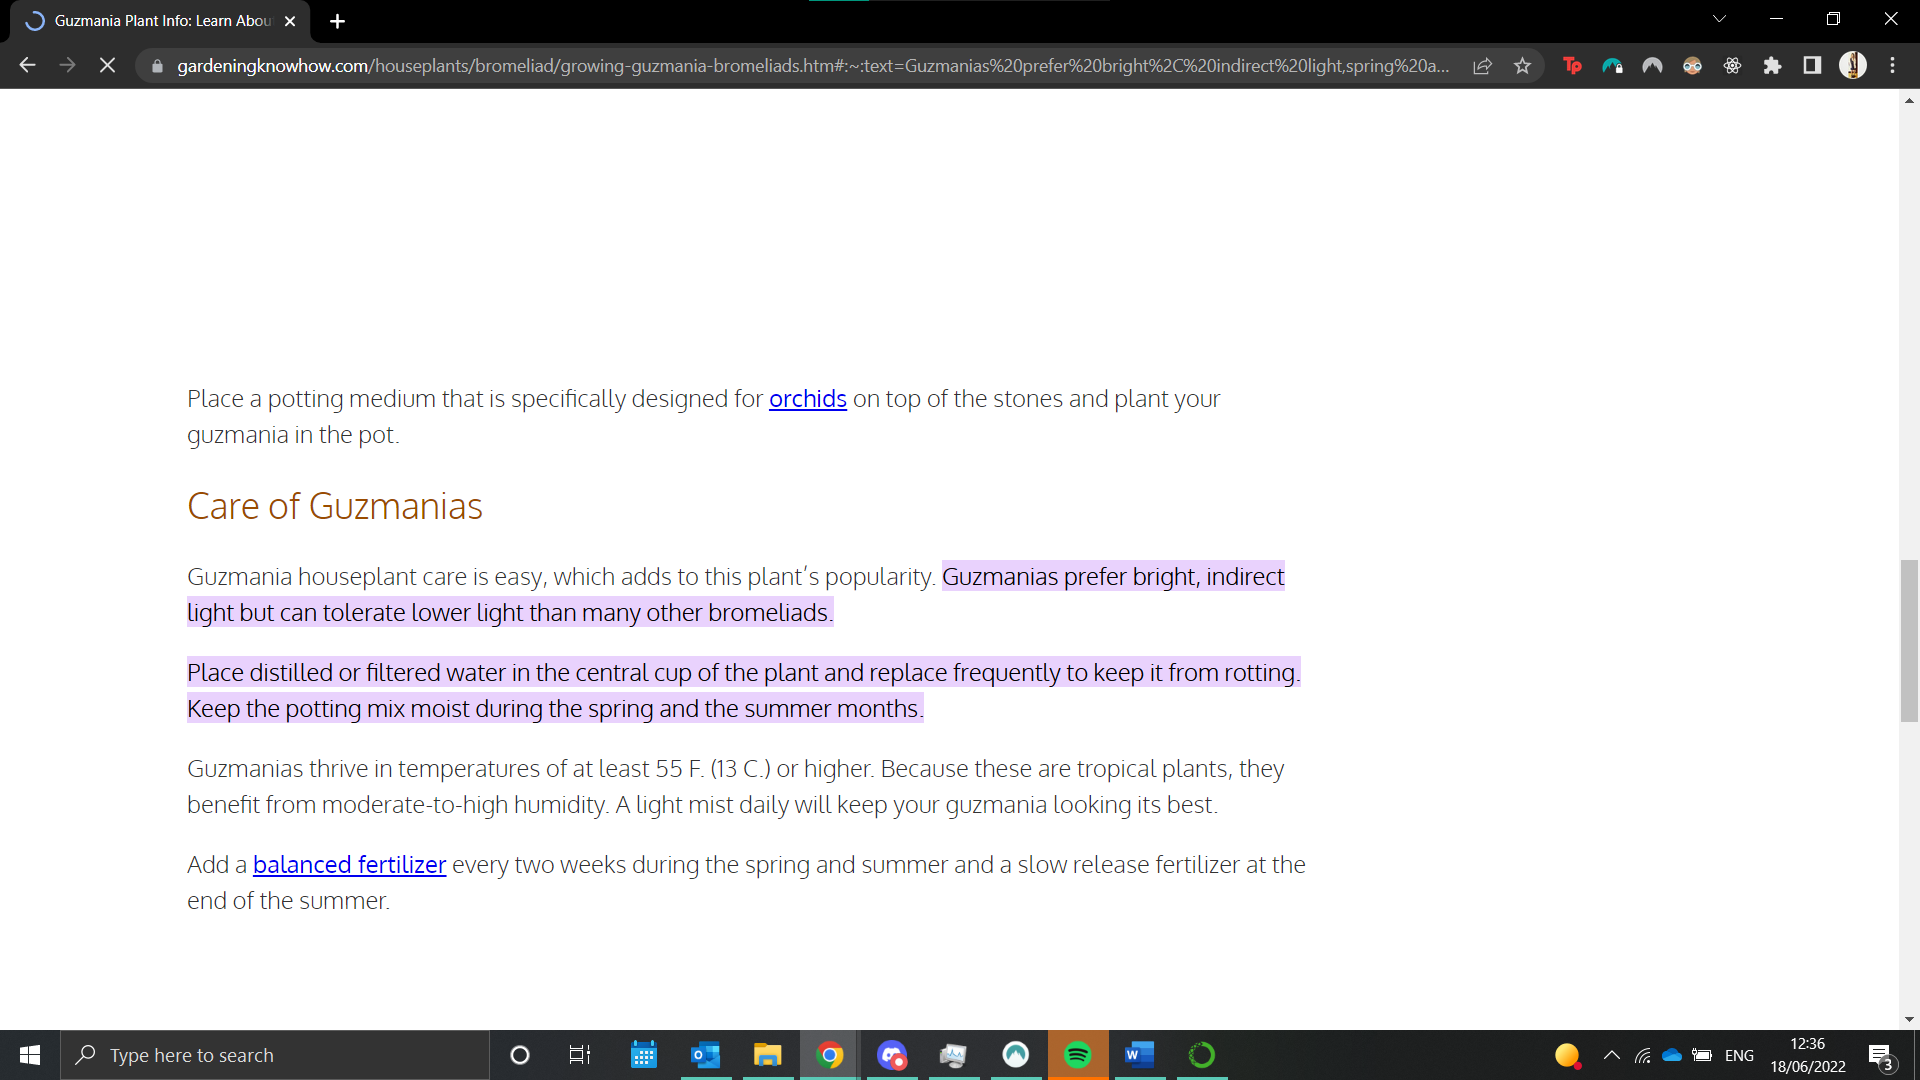 Guzmania Plant Info: Learn Abou
gardeningknowhow.com/houseplants/bromeliad/growing-guzmania-bromeliads.htm#:~:text=Guzmanias%20prefer%20bright%2C%20indirect%20light,spring%20a...
Tp
Place a potting medium that is specifically designed for orchids on top of the stones and plant your
guzmania in the pot.
Care of Guzmanias
Guzmania houseplant care is easy, which adds to this plant’s popularity. Guzmanias prefer bright, indirect
light but can tolerate lower light than many other bromeliads.
Place distilled or filtered water in the central cup of the plant and replace frequently to keep it from rotting.
Keep the potting mix moist during the spring and the summer months.
Guzmanias thrive in temperatures of at least 55 F. (13 C.) or higher. Because these are tropical plants, they
benefit from moderate-to-high humidity. A light mist daily will keep your guzmania looking its best.
Add a balanced fertilizer every two weeks during the spring and summer and a slow release fertilizer at the
end of the summer.
Type here to search
ENG
12:36
18/06/2022
3